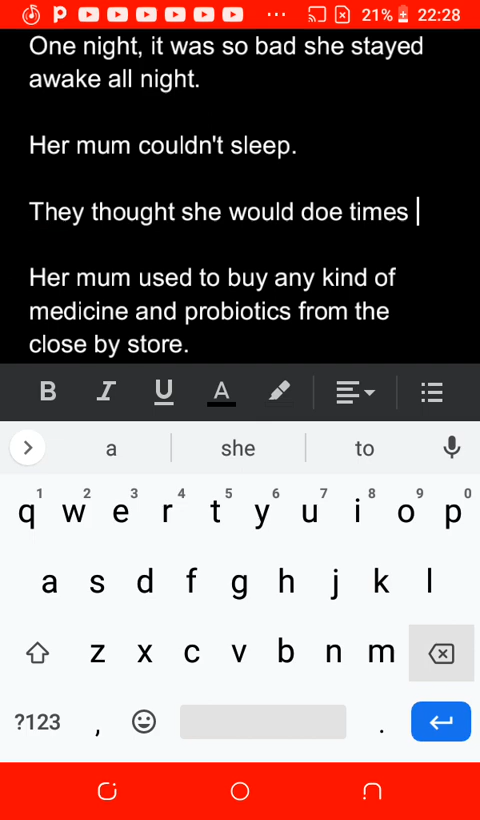 21% 22:28
One night, it was so bad she stayed
awake all night.
Her mum couldn't sleep.
They thought she would doe times
Her mum used to buy any kind of
medicine and probiotics from the
close by store.
B I U A
a she to
1 2 3 4 5 6 7 8 9 0
q w e r t y u i o p
a s d f g h j k l
z x c v b n m
?123 , .